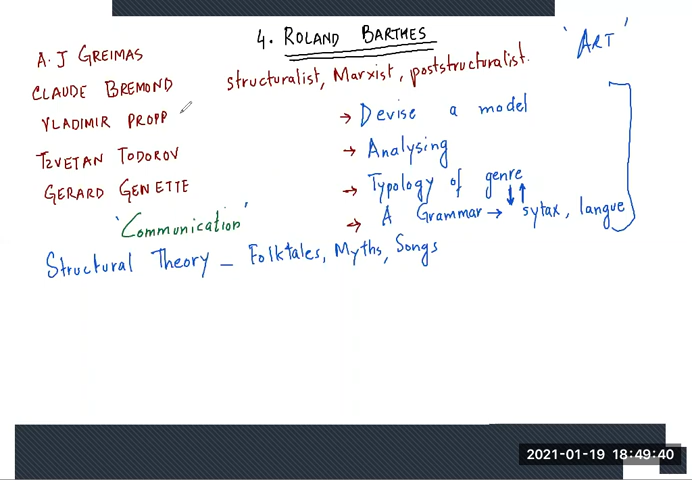 4. ROLAND BARTHES
'ART'
structuralist, Marxist, poststructuralist.
A. J GREIMAS
CLAUDE BREMOND
VLADIMIR PROPP
TZVETAN TODOROV
GERARD GENETTE
→ Devise a model
→ Analysing
→ Typology of genre
→ A Grammar → sytax, langue
'Communication'
Structural Theory - Folktales, Myths, Songs
2021-01-19 18:49:40